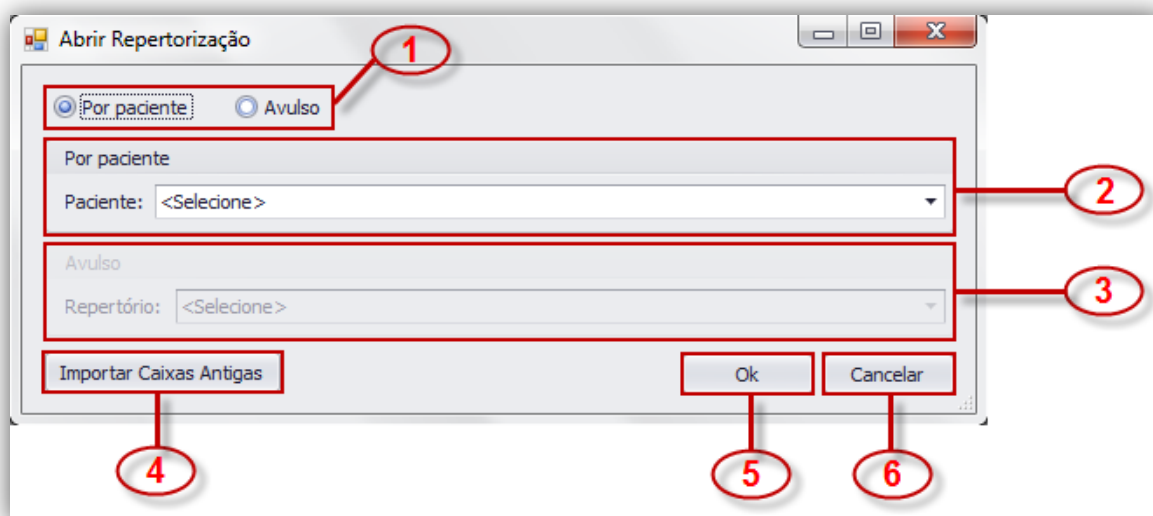 Abrir Repertorização
1
Por paciente Avulso
Por paciente
Paciente: <Selecione>
2
Avulso
Repertório: <Selecione>
3
Importar Caixas Antigas Ok Cancelar
4 5 6